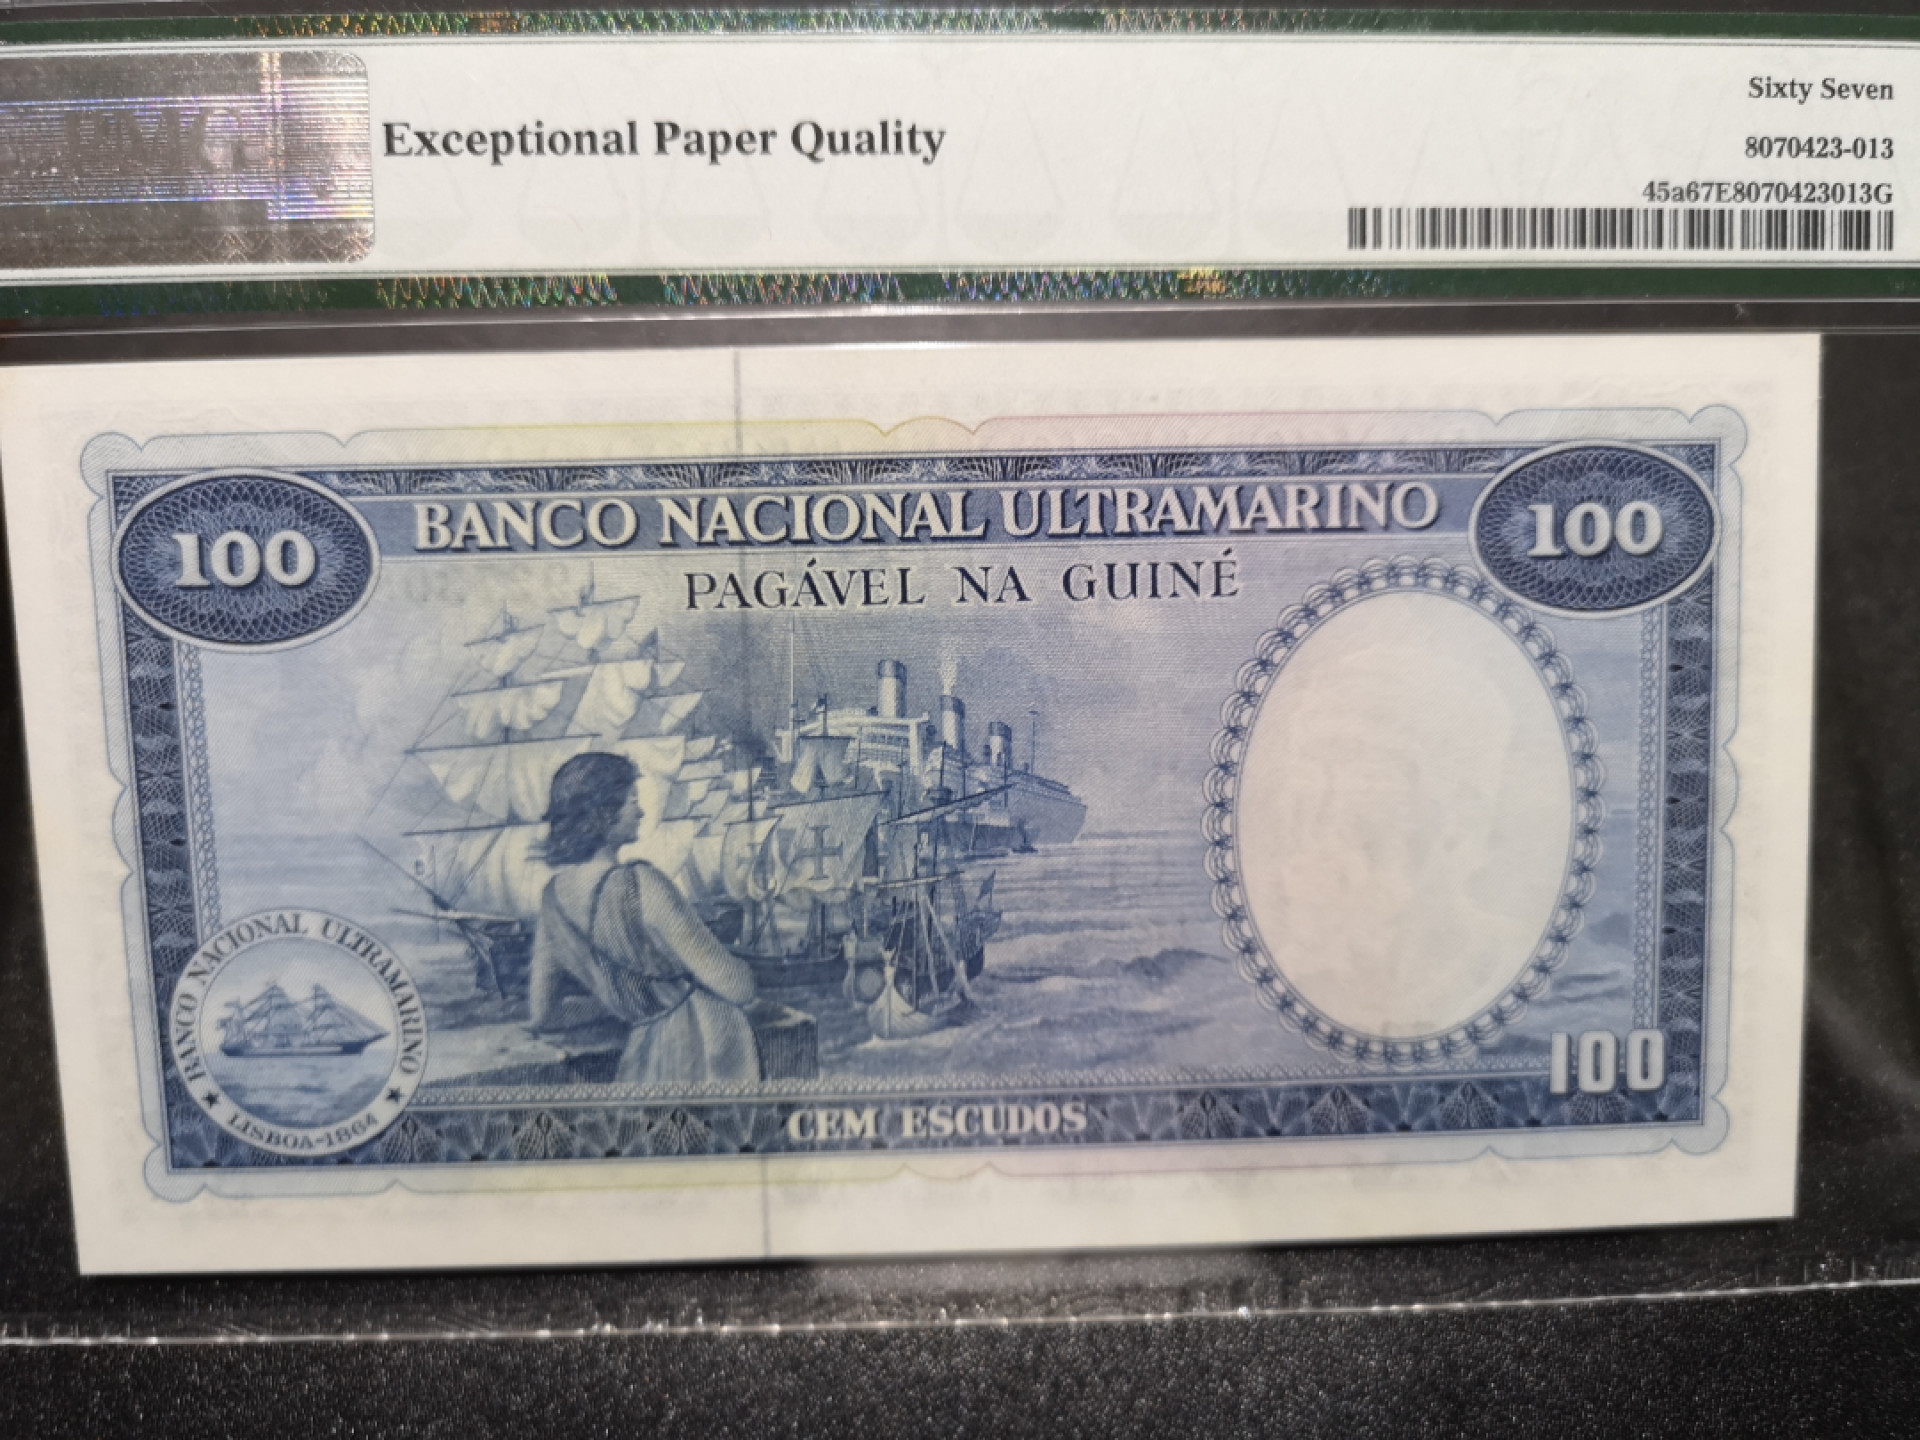 PMG
Exceptional Paper Quality
Sixty Seven
8070423-013
45a67E8070423013G
100
BANCO NACIONAL ULTRAMARINO
100
PAGÁVEL NA GUINÉ
BANCO NACIONAL ULTRAMARINO
LISBOA-1864
100
CEM ESCUDOS